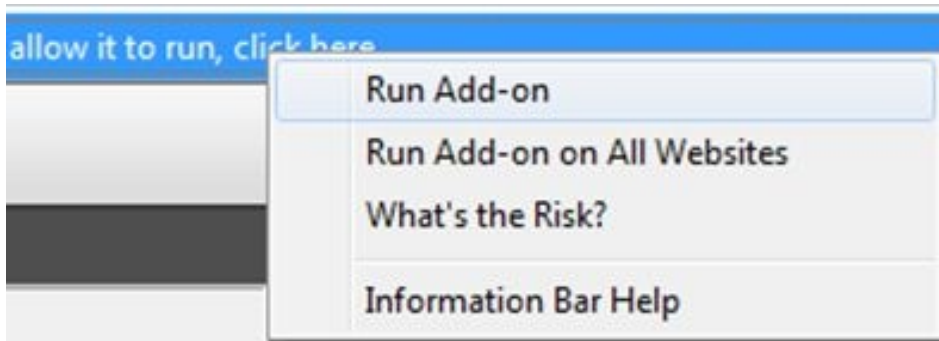 allow it to run, click here
Run Add-on
Run Add-on on All Websites
What's the Risk?
Information Bar Help